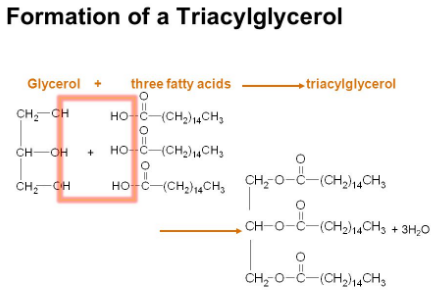 Formation of a Triacylglycerol
Glycerol + three fatty acids triacylglycerol
O
CH₂—CH HO—C—(CH₂)₁₄CH₃
O
CH—OH + HO—C—(CH₂)₁₄CH₃
O
CH₂—OH HO—C—(CH₂)₁₄CH₃
O
CH₂-O—C—(CH₂)₁₄CH₃
O
CH-O—C—(CH₂)₁₄CH₃ + 3H₂O
O
CH₂-O—C—(CH₂)₁₄CH₃